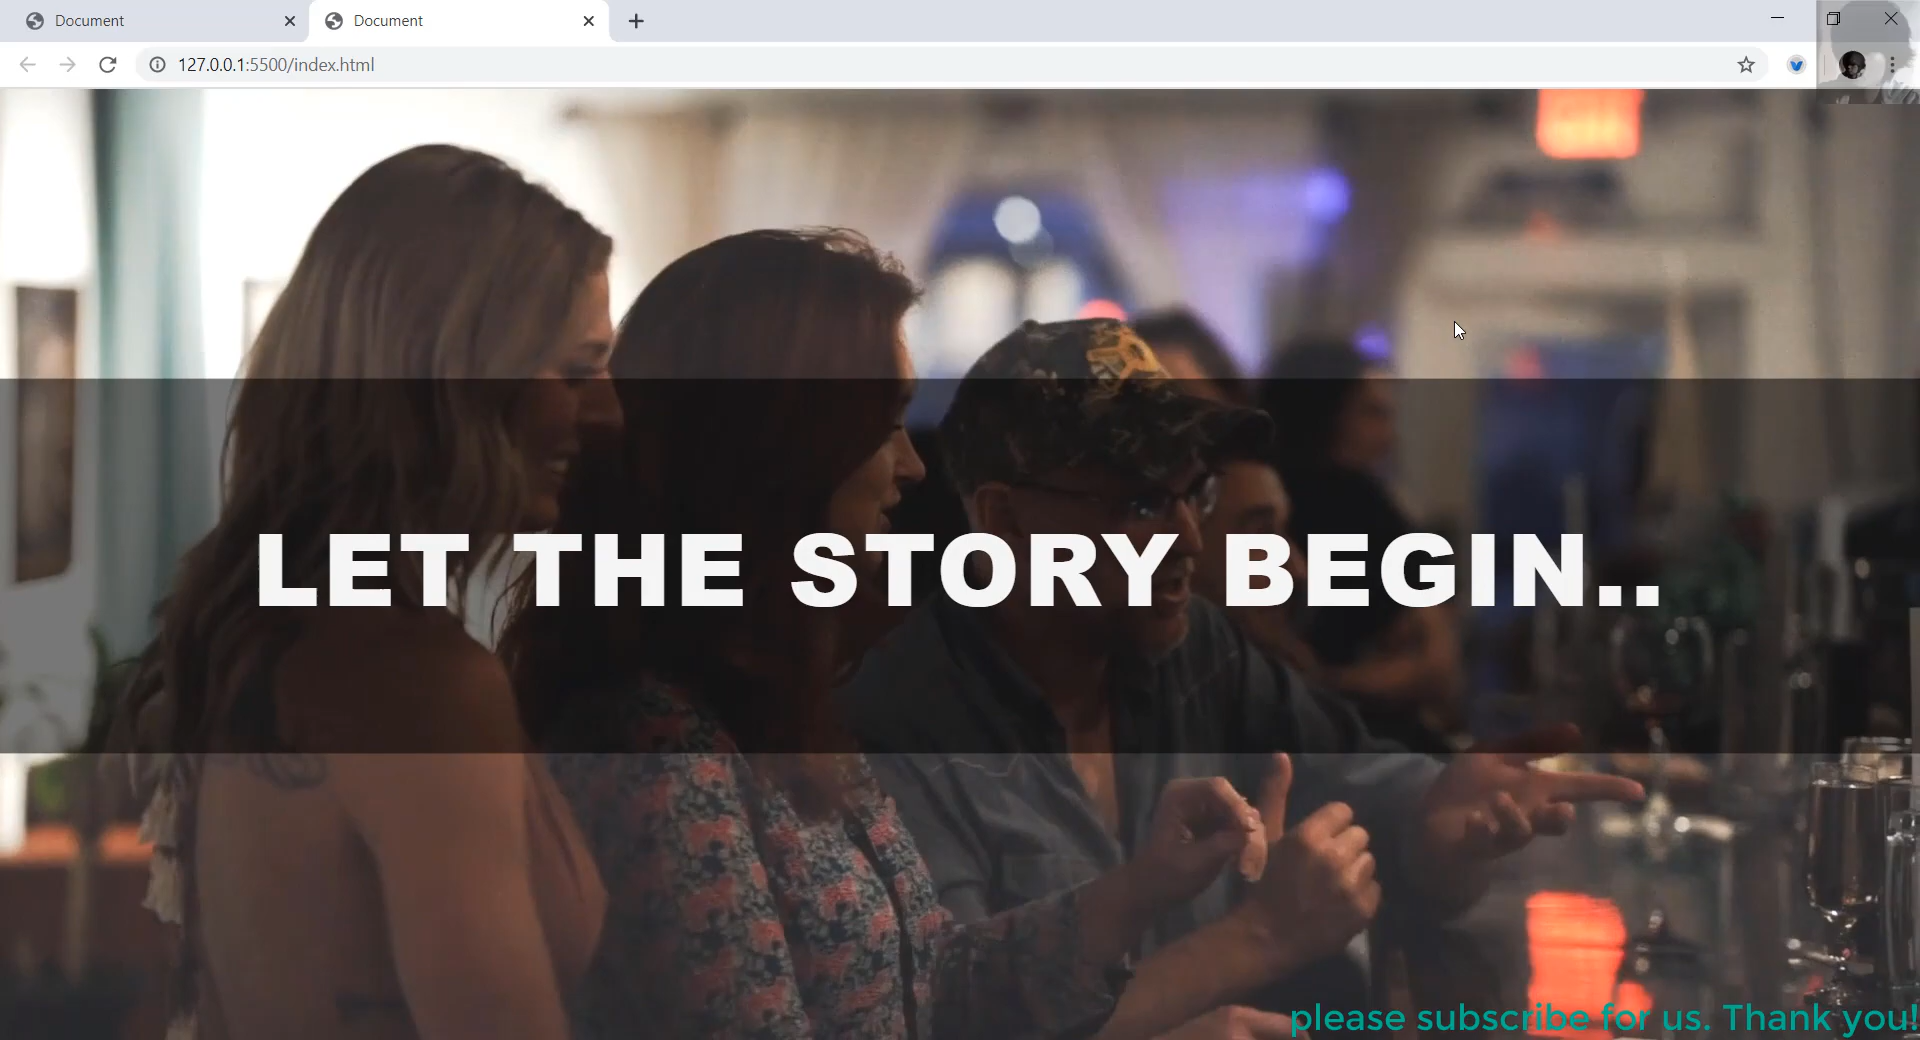 Document
Document
127.0.0.1:5500/index.html
LET THE STORY BEGIN..
please subscribe for us. Thank you!